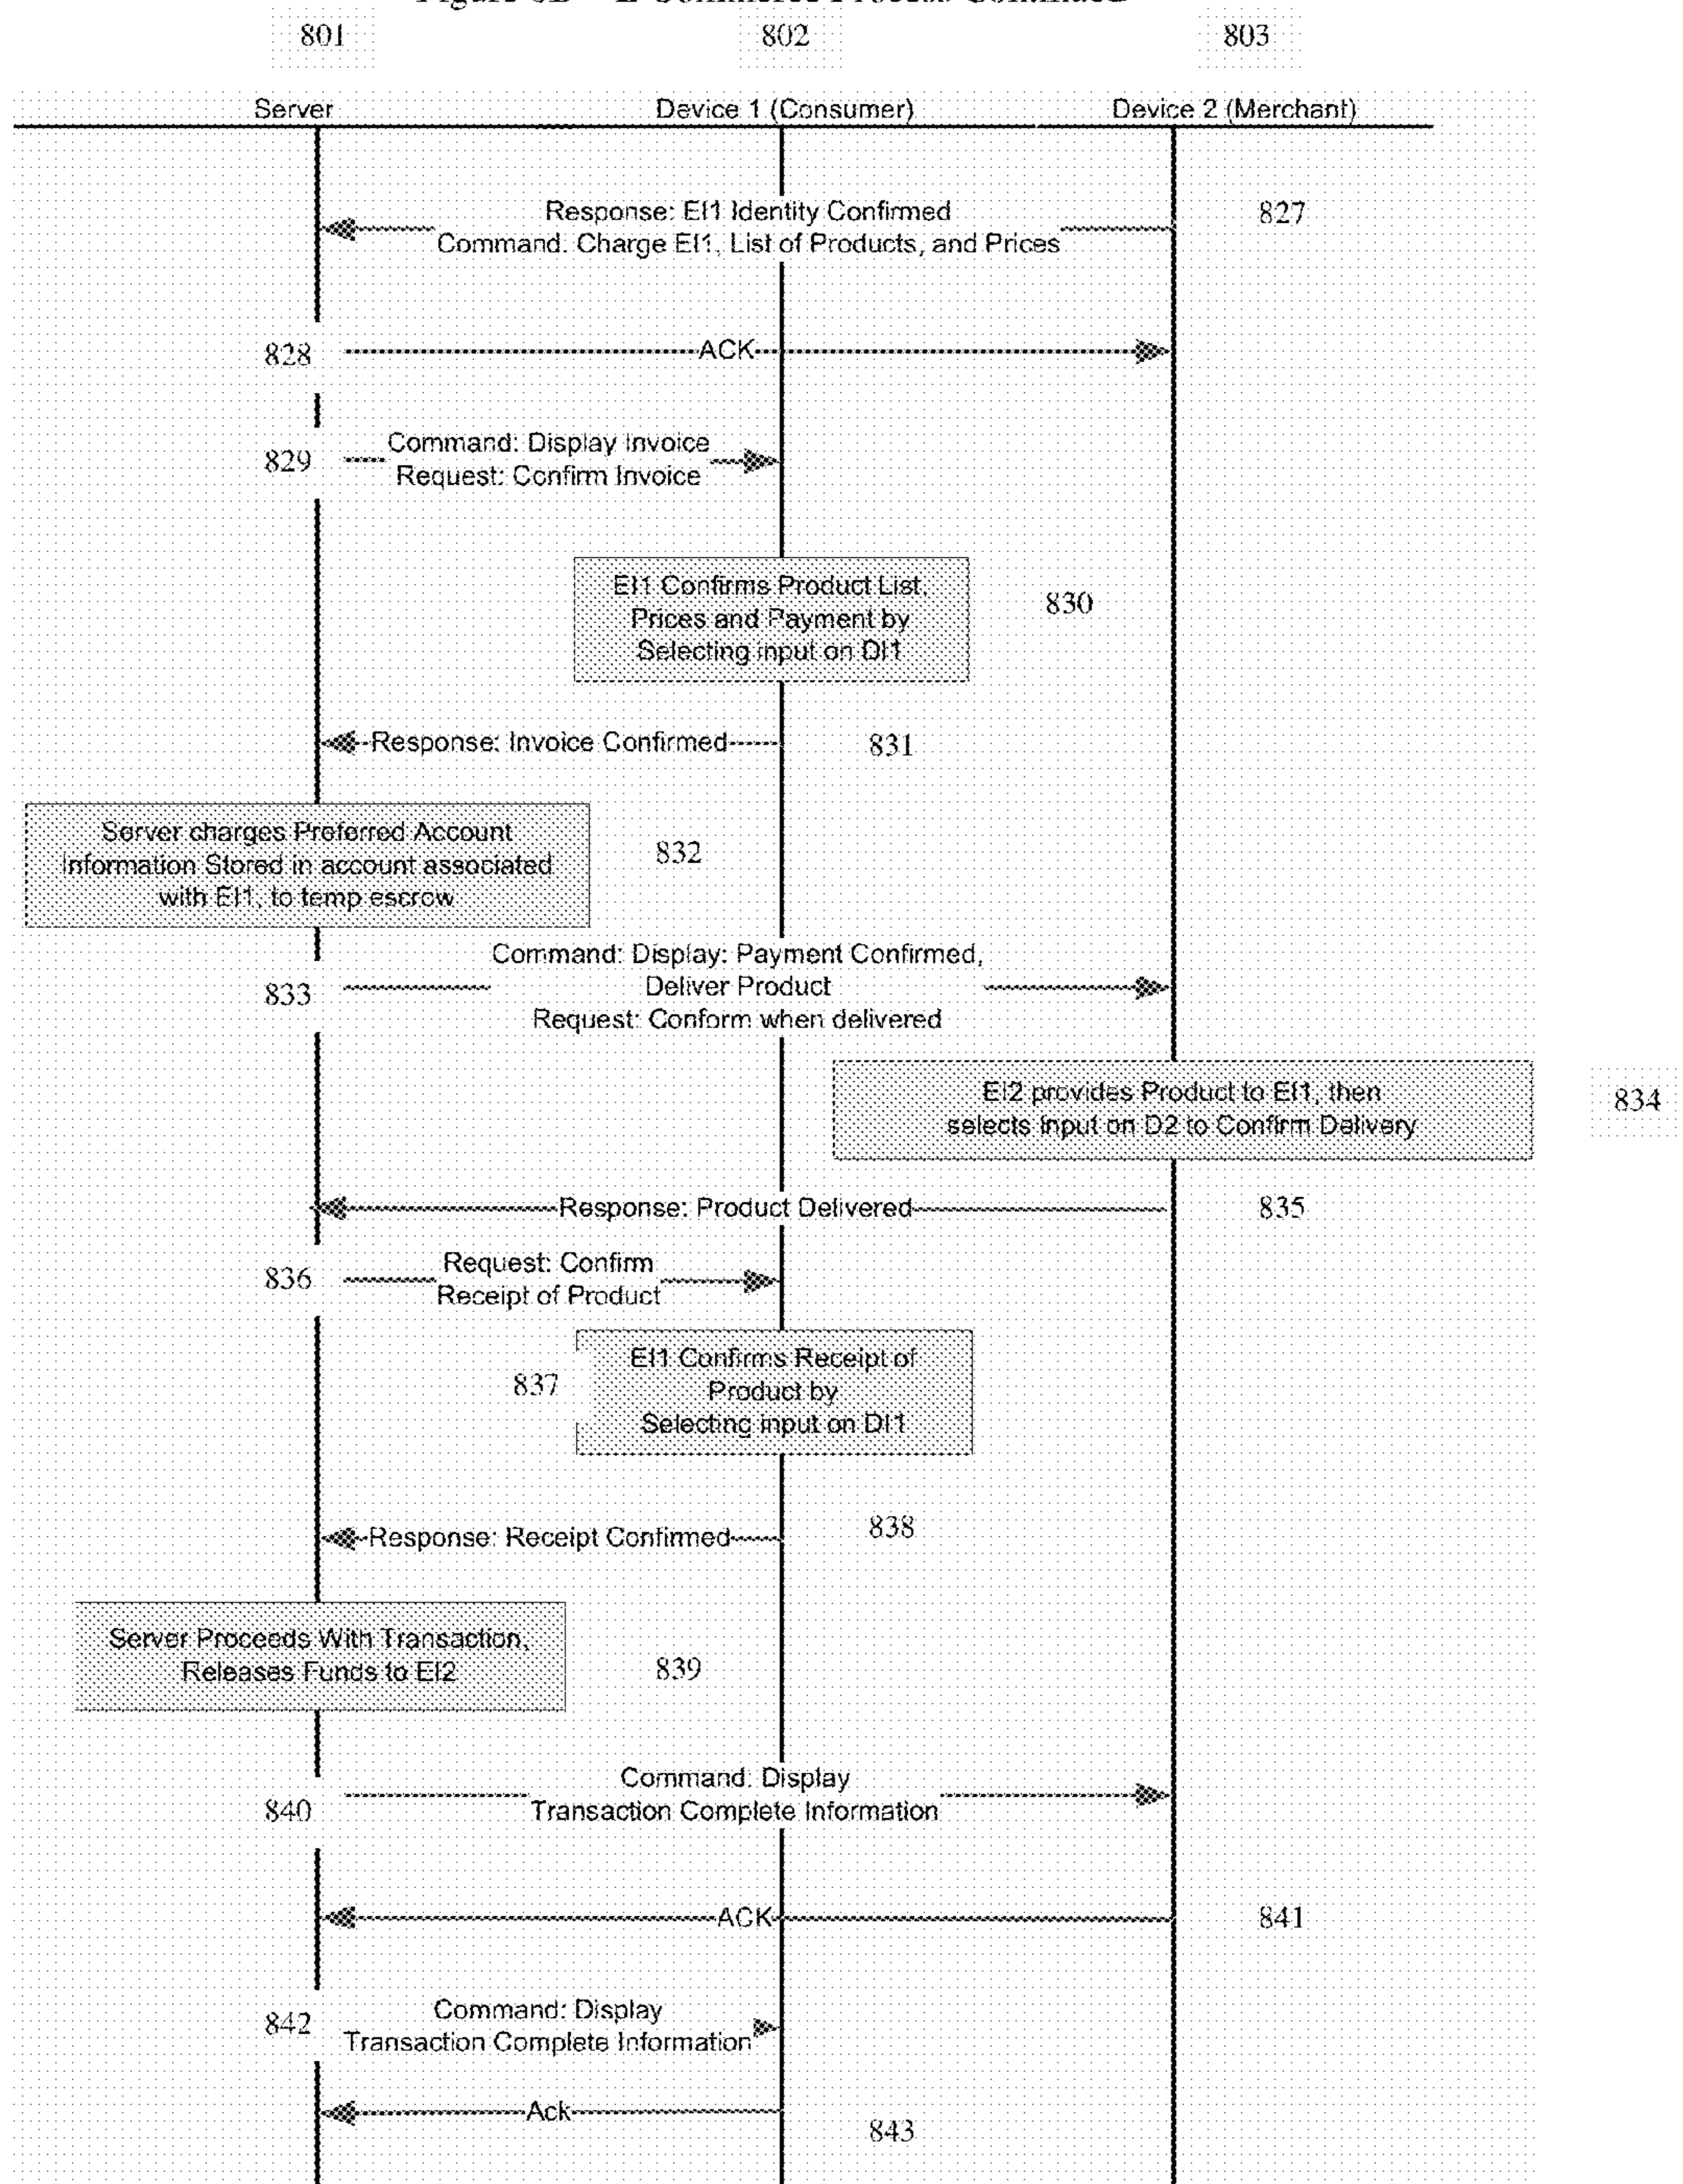 801 802 803
Server Device 1 (Consumer) Device 2 (Merchant)
Response: EI1 Identity Confirmed 827
Command: Charge EI1, List of Products, and Prices
828 ACK
829 Command: Display Invoice
Request: Confirm Invoice
EI1 Confirms Product List,
Prices and Payment by
Selecting input on DI1
830
Response: Invoice Confirmed 831
Server charges Preferred Account
Information Stored in account associated
with EI1, to temp escrow
832
Command: Display: Payment Confirmed,
833 Deliver Product
Request: Conform when delivered
EI2 provides Product to EI1, then
selects input on D2 to Confirm Delivery
834
Response: Product Delivered 835
836 Request: Confirm
Receipt of Product
837 EI1 Confirms Receipt of
Product by
Selecting input on DI1
Response: Receipt Confirmed 838
Server Proceeds With Transaction,
Releases Funds to EI2
839
Command: Display
840 Transaction Complete Information
ACK 841
842 Command: Display
Transaction Complete Information
Ack 843